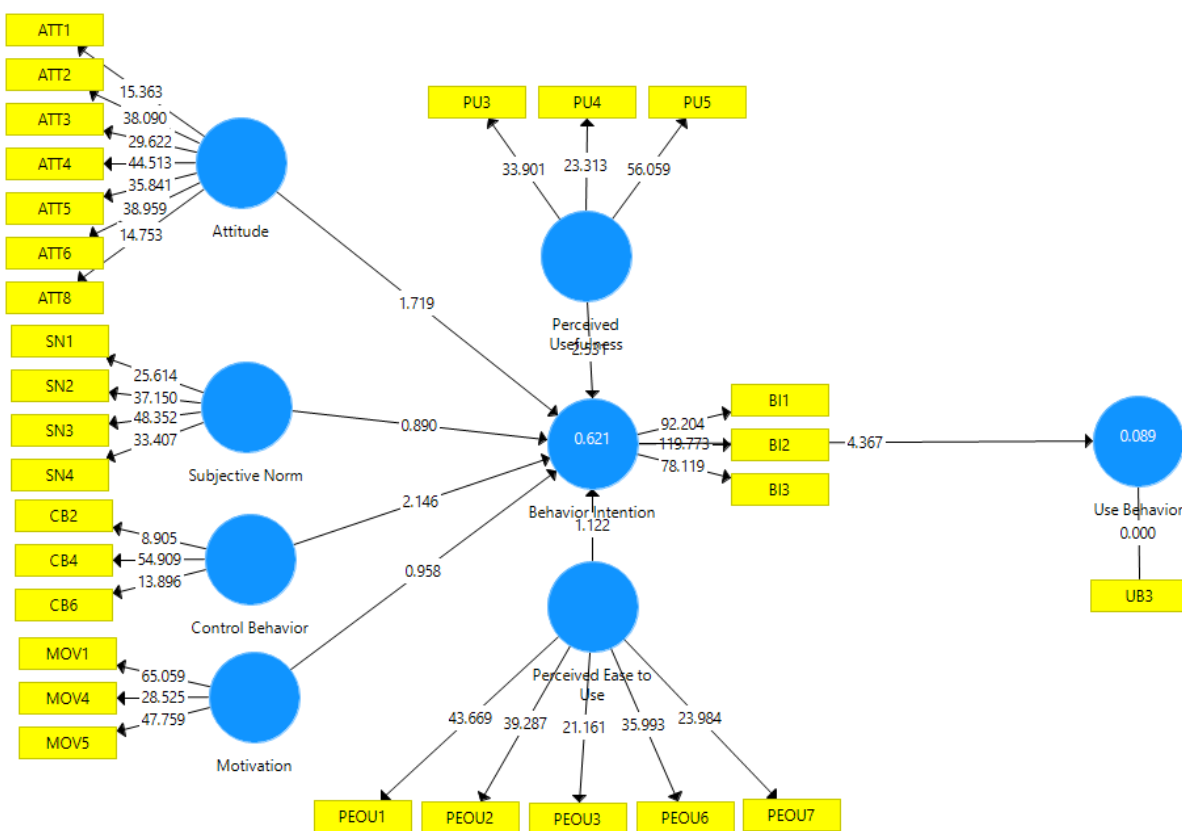 ATT1
ATT2
ATT3
ATT4
ATT5
ATT6
ATT8
15.363
38.090
29.622
44.513
35.841
38.959
14.753
Attitude
1.719
SN1
SN2
SN3
SN4
25.614
37.150
48.352
33.407
Subjective Norm
0.890
CB2
CB4
CB6
8.905
54.909
13.896
Control Behavior
2.146
MOV1
MOV4
MOV5
65.059
28.525
47.759
Motivation
0.958
PU3
PU4
PU5
33.901
23.313
56.059
Perceived
Usefulness
2.531
0.621
Behavior Intention
1.122
92.204
119.773
78.119
BI1
BI2
BI3
4.367
0.089
Use Behavior
0.000
UB3
Perceived Ease to
Use
43.669
39.287
21.161
35.993
23.984
PEOU1
PEOU2
PEOU3
PEOU6
PEOU7